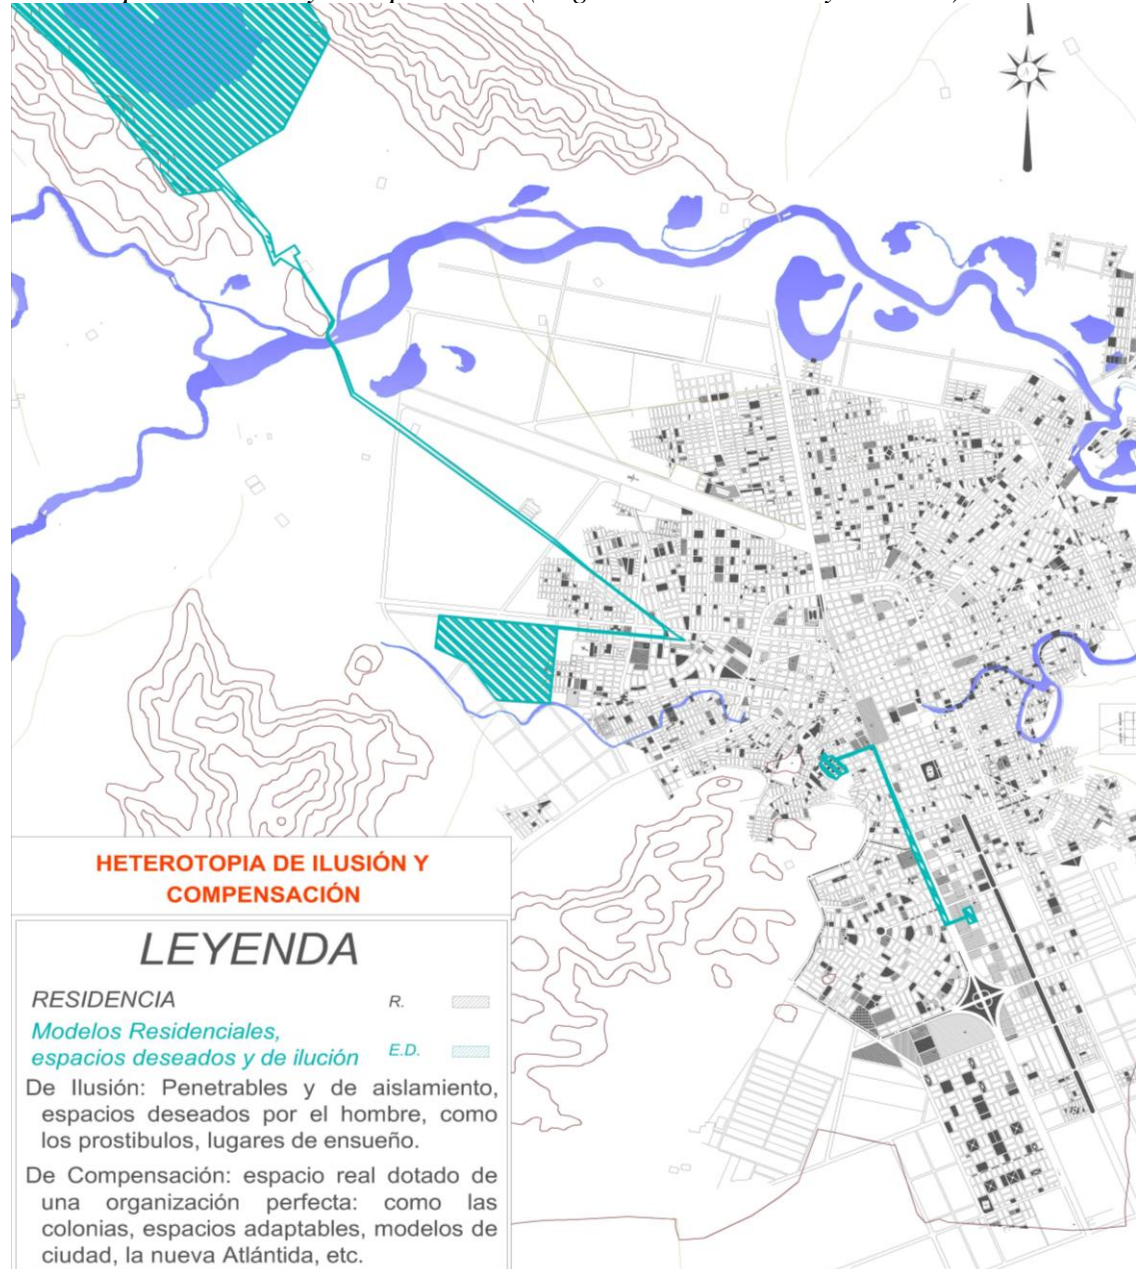 HETEROTOPIA DE ILUSIÓN Y
COMPENSACIÓN
LEYENDA
RESIDENCIA R.
Modelos Residenciales,
espacios deseados y de ilución E.D.
De Ilusión: Penetrables y de aislamiento,
espacios deseados por el hombre, como
los prostibulos, lugares de ensueño.
De Compensación: espacio real dotado de
una organización perfecta: como las
colonias, espacios adaptables, modelos de
ciudad, la nueva Atlántida, etc.